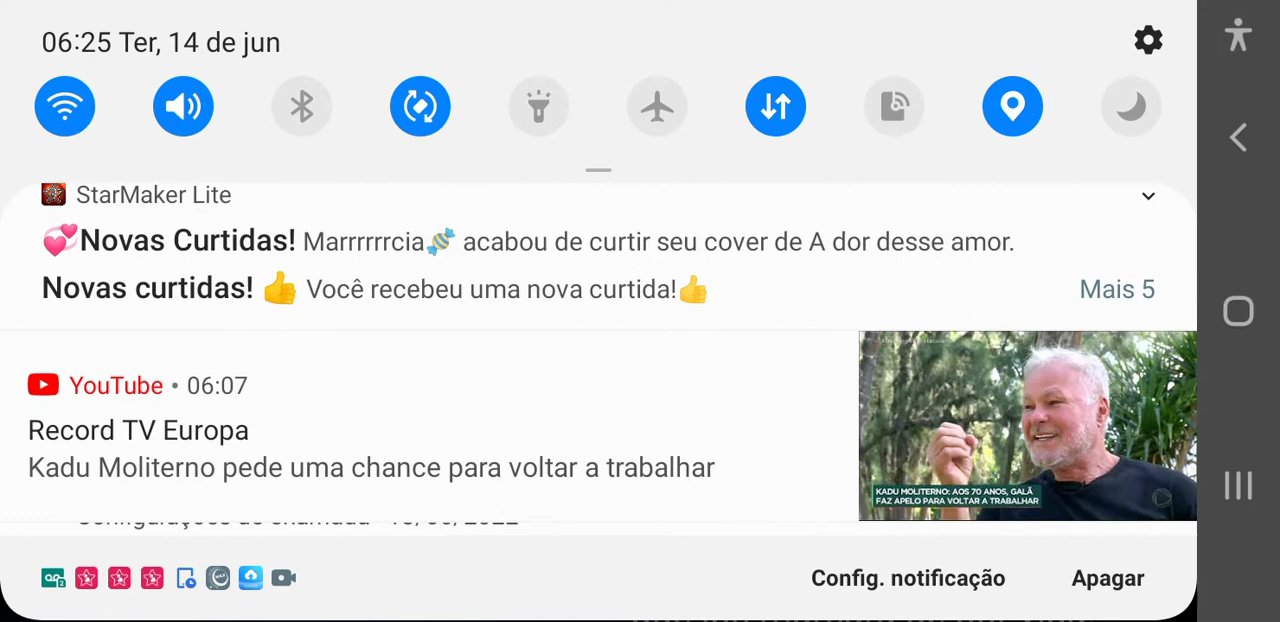 06:25 Ter, 14 de jun
StarMaker Lite
💞Novas Curtidas! Marrrrrrcia🍬 acabou de curtir seu cover de A dor desse amor.
Novas curtidas! 👍 Você recebeu uma nova curtida!👍 Mais 5
YouTube • 06:07
Record TV Europa
Kadu Moliterno pede uma chance para voltar a trabalhar
KADU MOLITERNO: AOS 70 ANOS, GALÃ
FAZ APELO PARA VOLTAR A TRABALHAR
Config. notificação Apagar